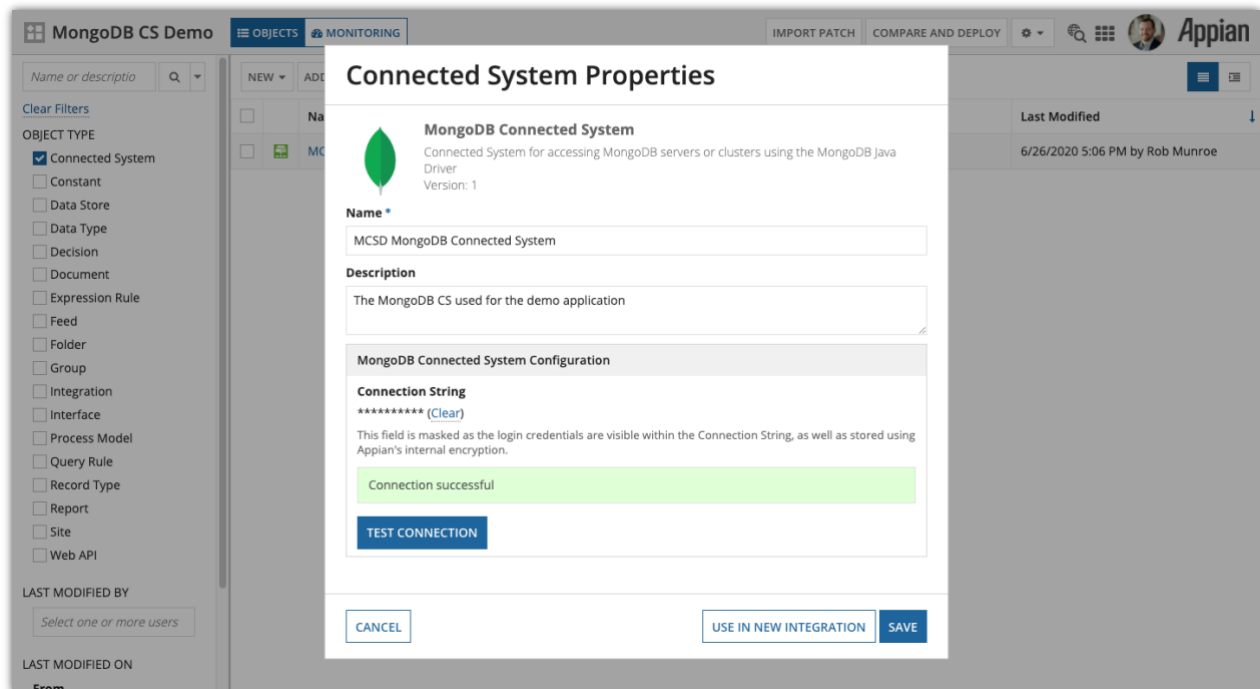 MongoDB CS Demo
OBJECTS
MONITORING
IMPORT PATCH
COMPARE AND DEPLOY
Appian
Name or descriptio
Clear Filters
OBJECT TYPE
Connected System
Constant
Data Store
Data Type
Decision
Document
Expression Rule
Feed
Folder
Group
Integration
Interface
Process Model
Query Rule
Record Type
Report
Site
Web API
LAST MODIFIED BY
Select one or more users
LAST MODIFIED ON
From
NEW
ADD
Na
Last Modified
MC
6/26/2020 5:06 PM by Rob Munroe
Connected System Properties
MongoDB Connected System
Connected System for accessing MongoDB servers or clusters using the MongoDB Java
Driver
Version: 1
Name *
MCSD MongoDB Connected System
Description
The MongoDB CS used for the demo application
MongoDB Connected System Configuration
Connection String
********** (Clear)
This field is masked as the login credentials are visible within the Connection String, as well as stored using
Appian's internal encryption.
Connection successful
TEST CONNECTION
CANCEL
USE IN NEW INTEGRATION
SAVE